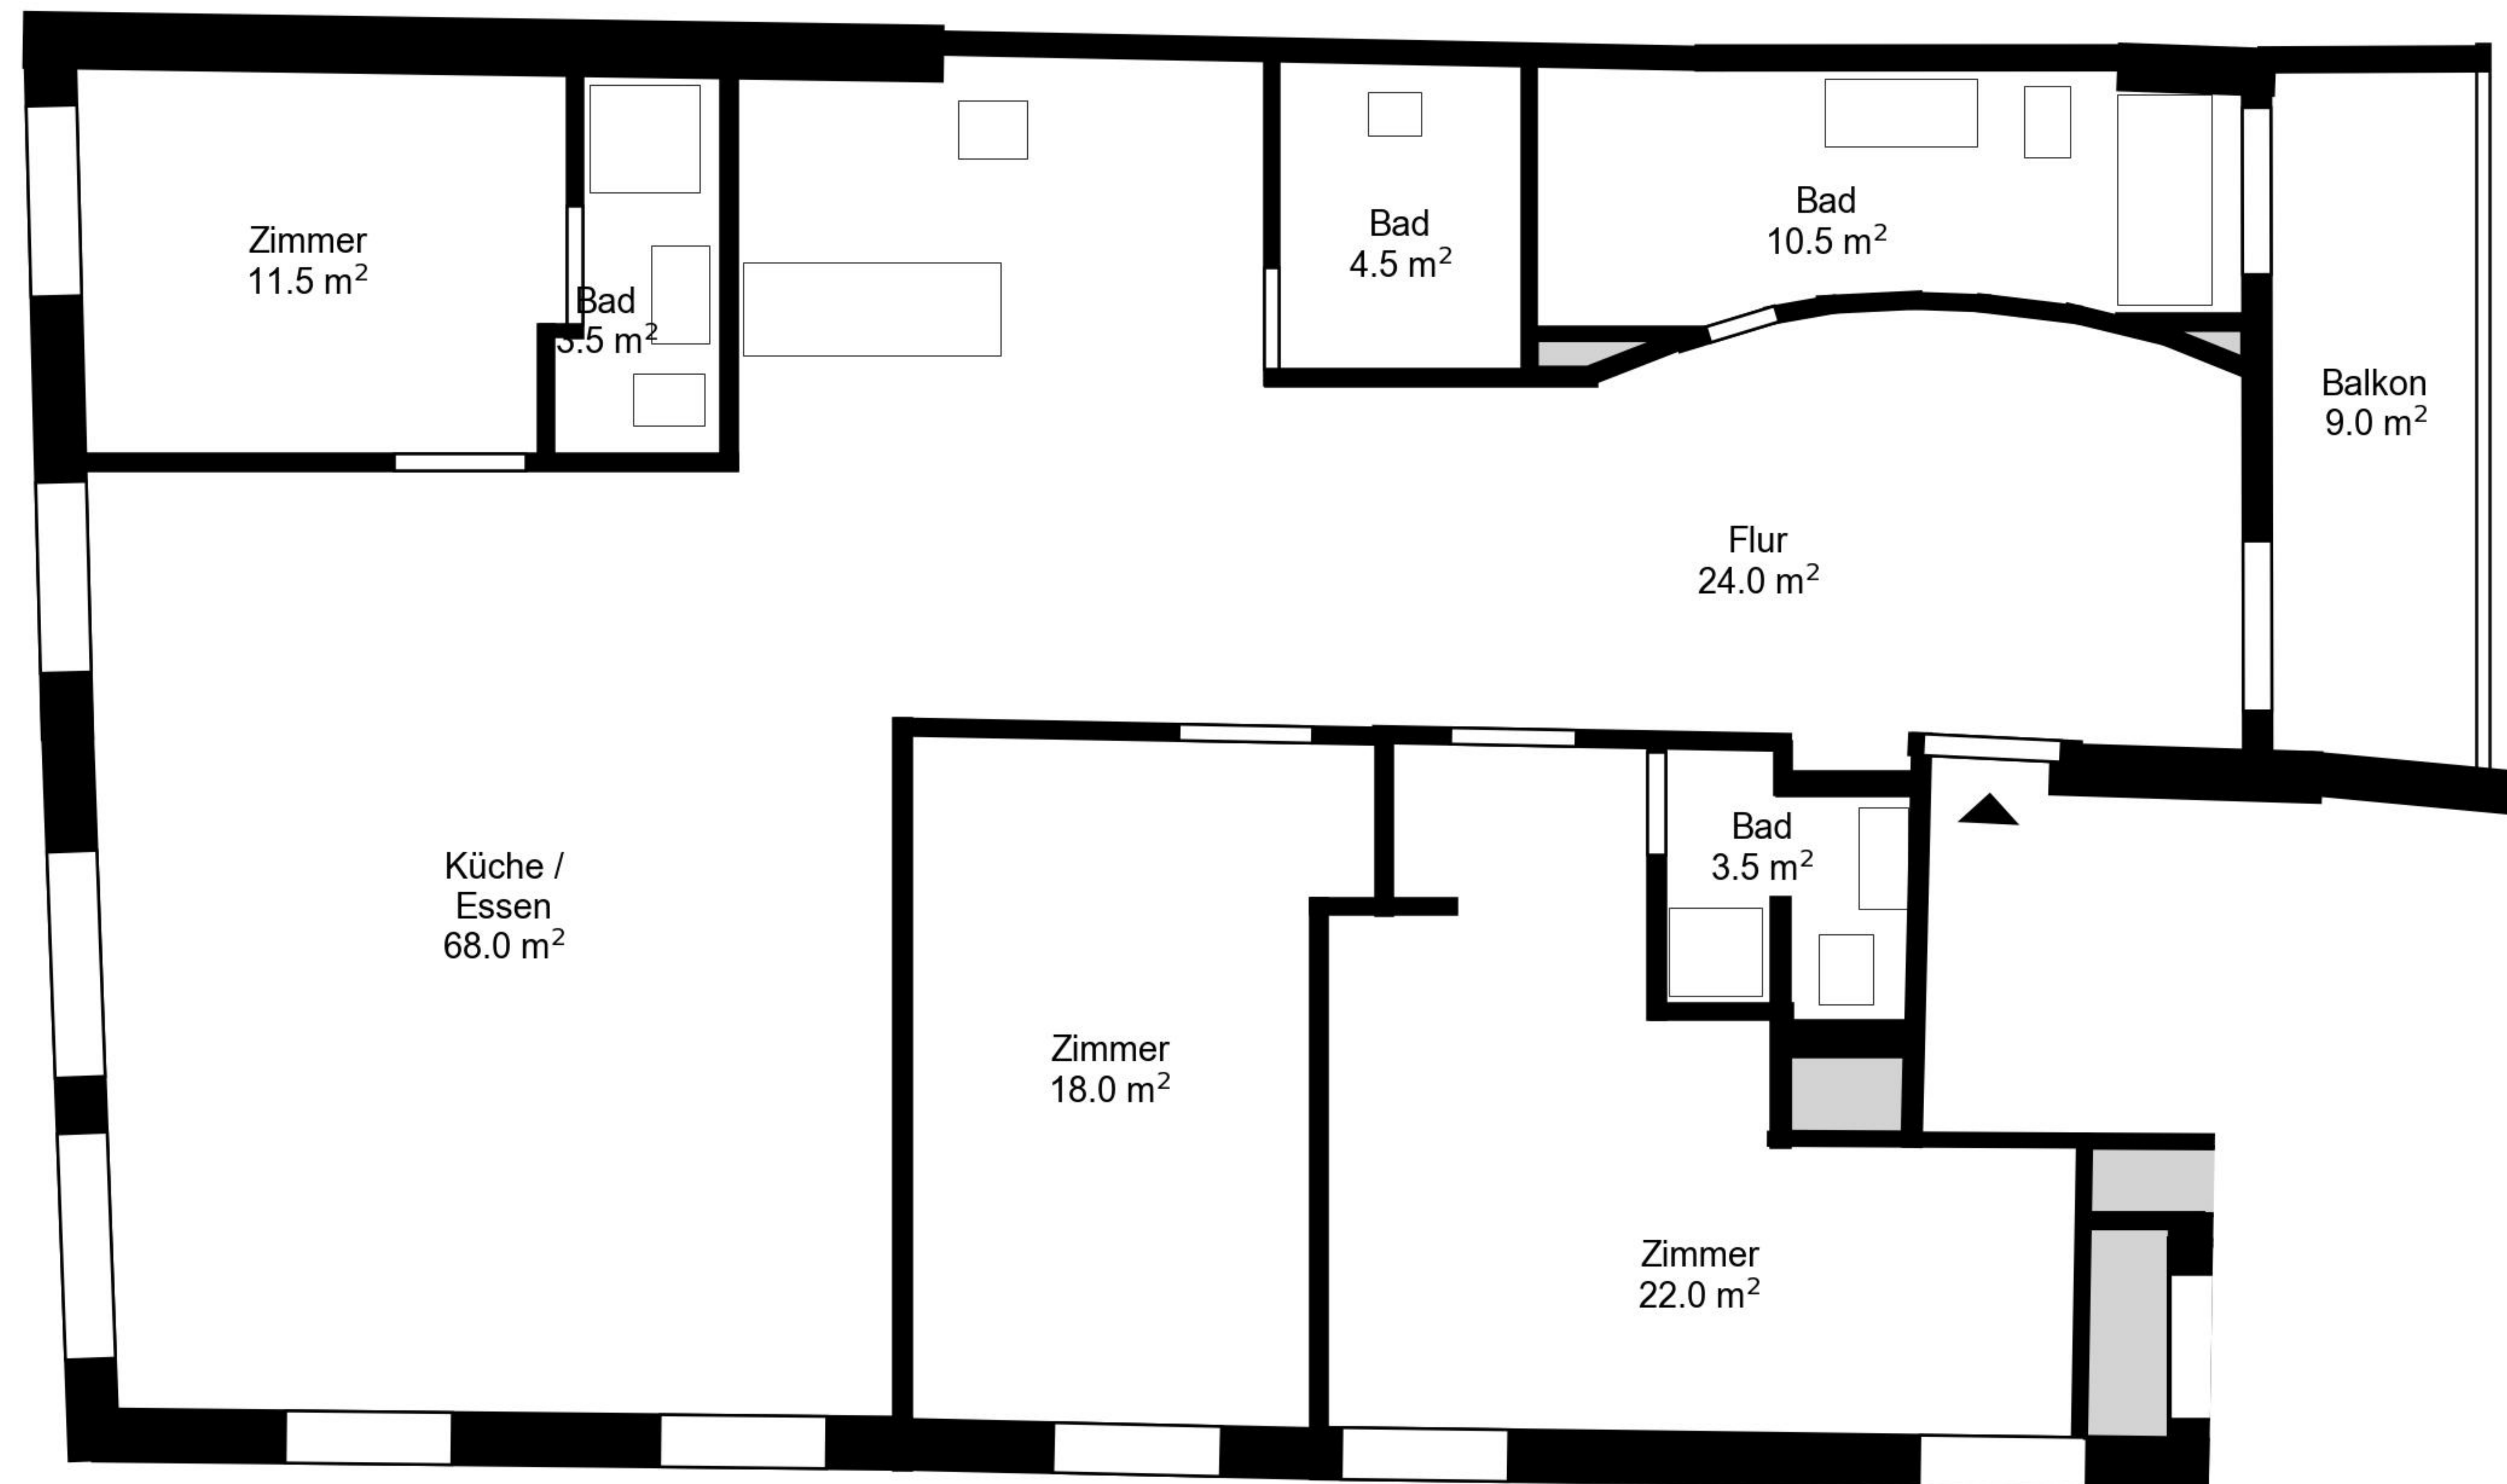 Zimmer
11.5 m²
Bad
3.5 m²
Bad
4.5 m²
Bad
10.5 m²
Balkon
9.0 m²
Flur
24.0 m²
Küche /
Essen
68.0 m²
Bad
3.5 m²
Zimmer
18.0 m²
Zimmer
22.0 m²